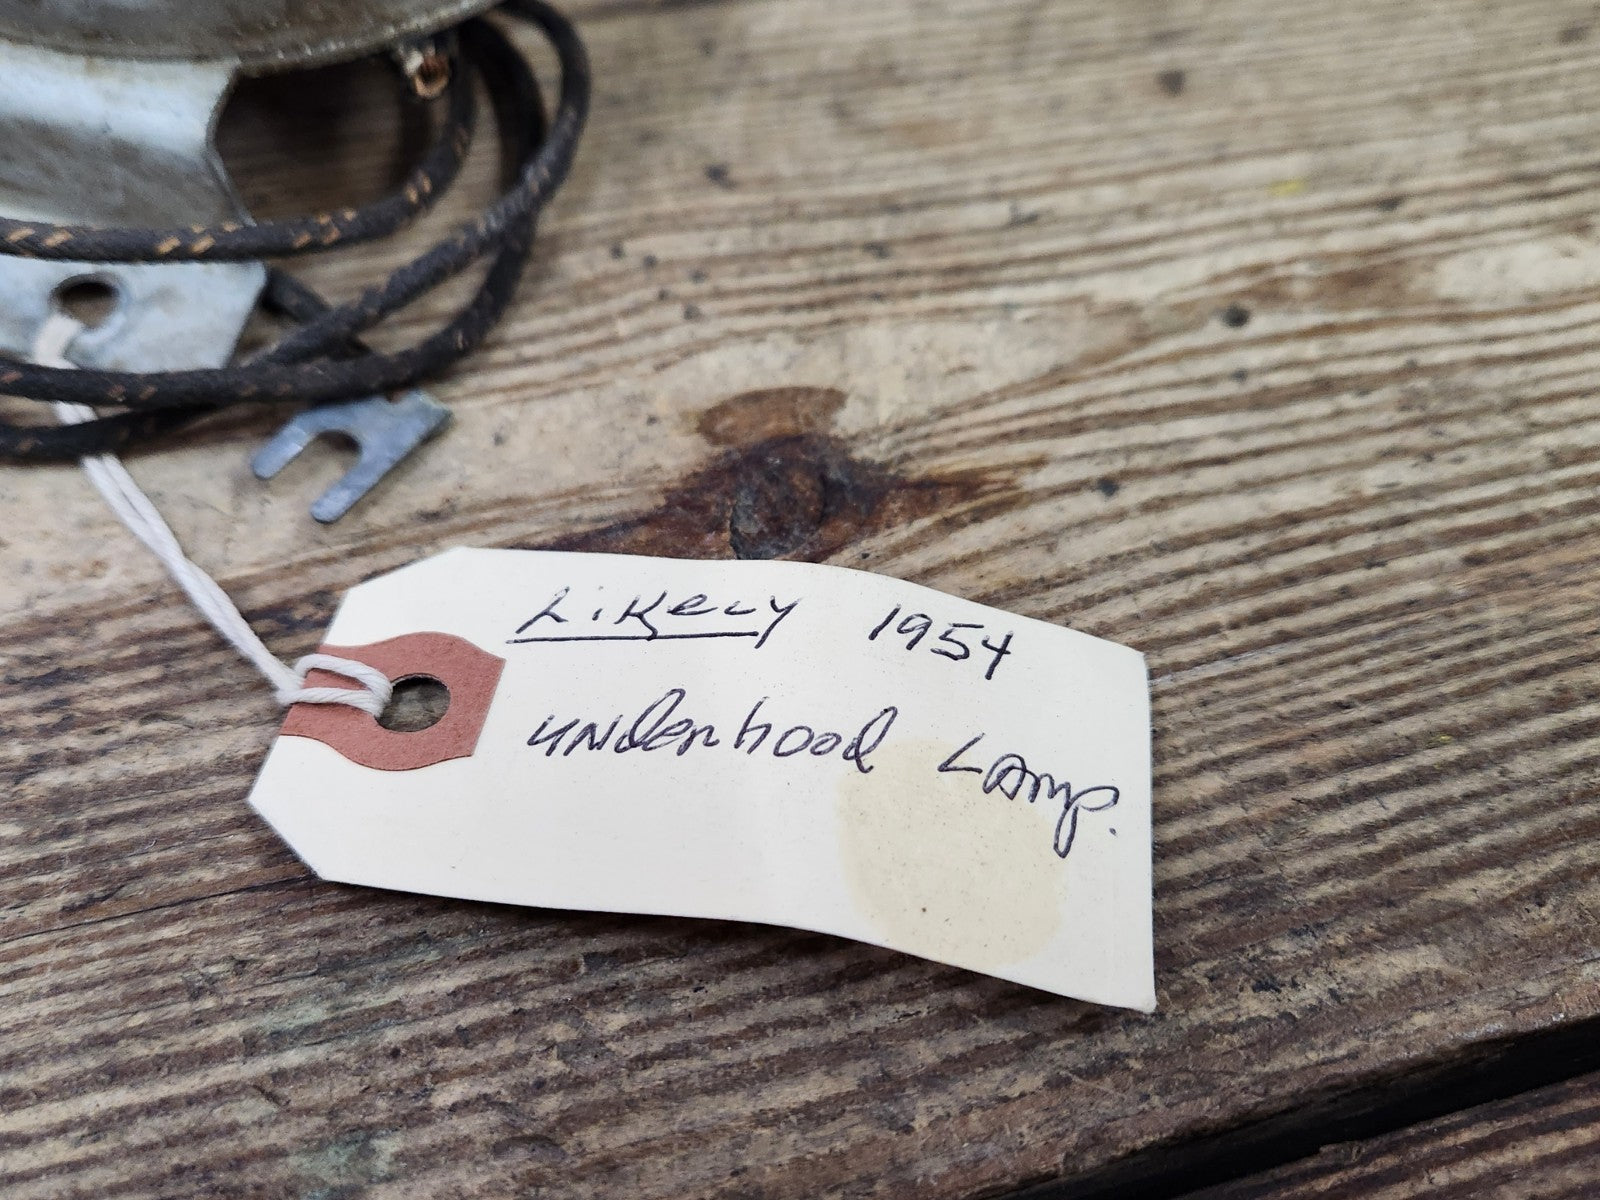 Likely 1954
underhood Lamp.